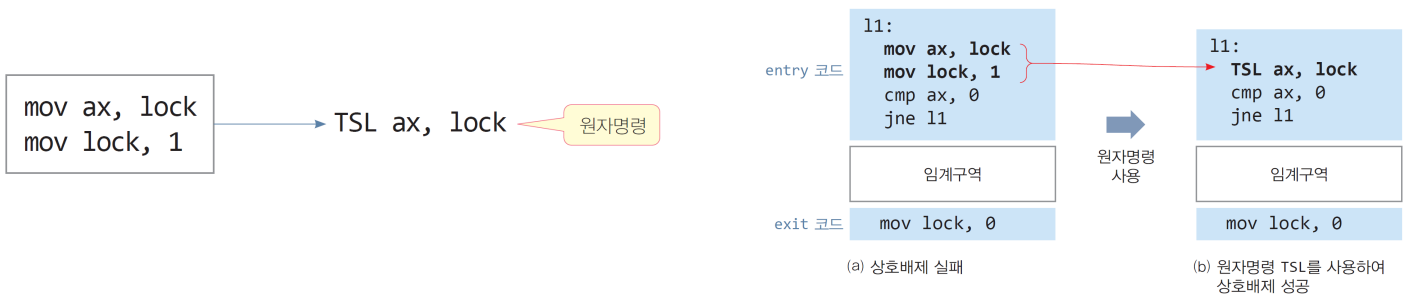 mov ax, lock
mov lock, 1
TSL ax, lock
원자명령
entry 코드
l1:
mov ax, lock
mov lock, 1
cmp ax, 0
jne l1
임계구역
exit 코드
mov lock, 0
(a) 상호배제 실패
원자명령
사용
l1:
TSL ax, lock
cmp ax, 0
jne l1
임계구역
mov lock, 0
(b) 원자명령 TSL를 사용하여
상호배제 성공